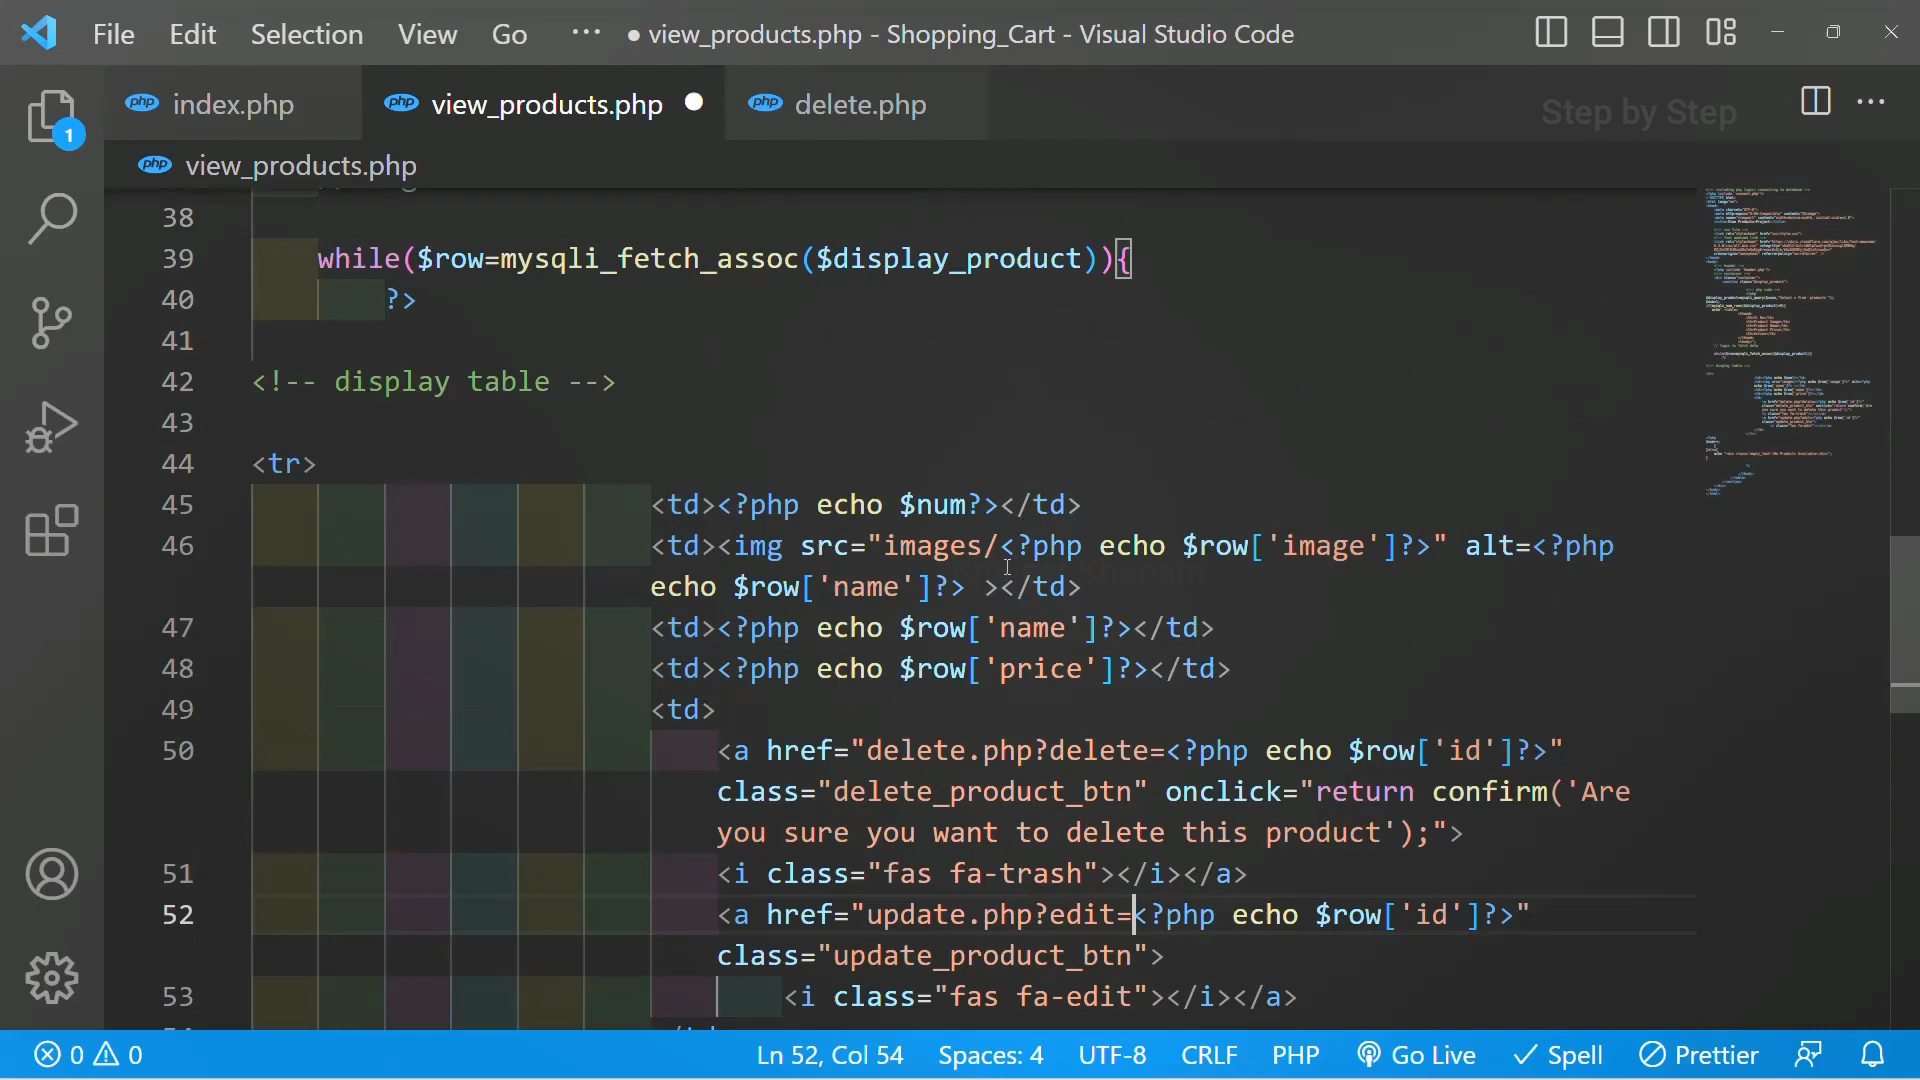 File Edit Selection View Go ··· ● view_products.php - Shopping_Cart - Visual Studio Code
php index.php php view_products.php php delete.php
Step by Step
1
php view_products.php
38
39 while($row=mysqli_fetch_assoc($display_product)){
40 ?>
41
42 <!-- display table -->
43
44 <tr>
45 <td><?php echo $num?></td>
46 <td><img src="images/<?php echo $row['image']?>" alt=<?php
echo $row['name']?> ></td>
47 <td><?php echo $row['name']?></td>
48 <td><?php echo $row['price']?></td>
49 <td>
50 <a href="delete.php?delete=<?php echo $row['id']?>"
class="delete_product_btn" onclick="return confirm('Are
you sure you want to delete this product');">
51 <i class="fas fa-trash"></i></a>
52 <a href="update.php?edit=<?php echo $row['id']?>"
class="update_product_btn">
53 <i class="fas fa-edit"></i></a>
0 0 Ln 52, Col 54 Spaces: 4 UTF-8 CRLF PHP Go Live Spell Prettier